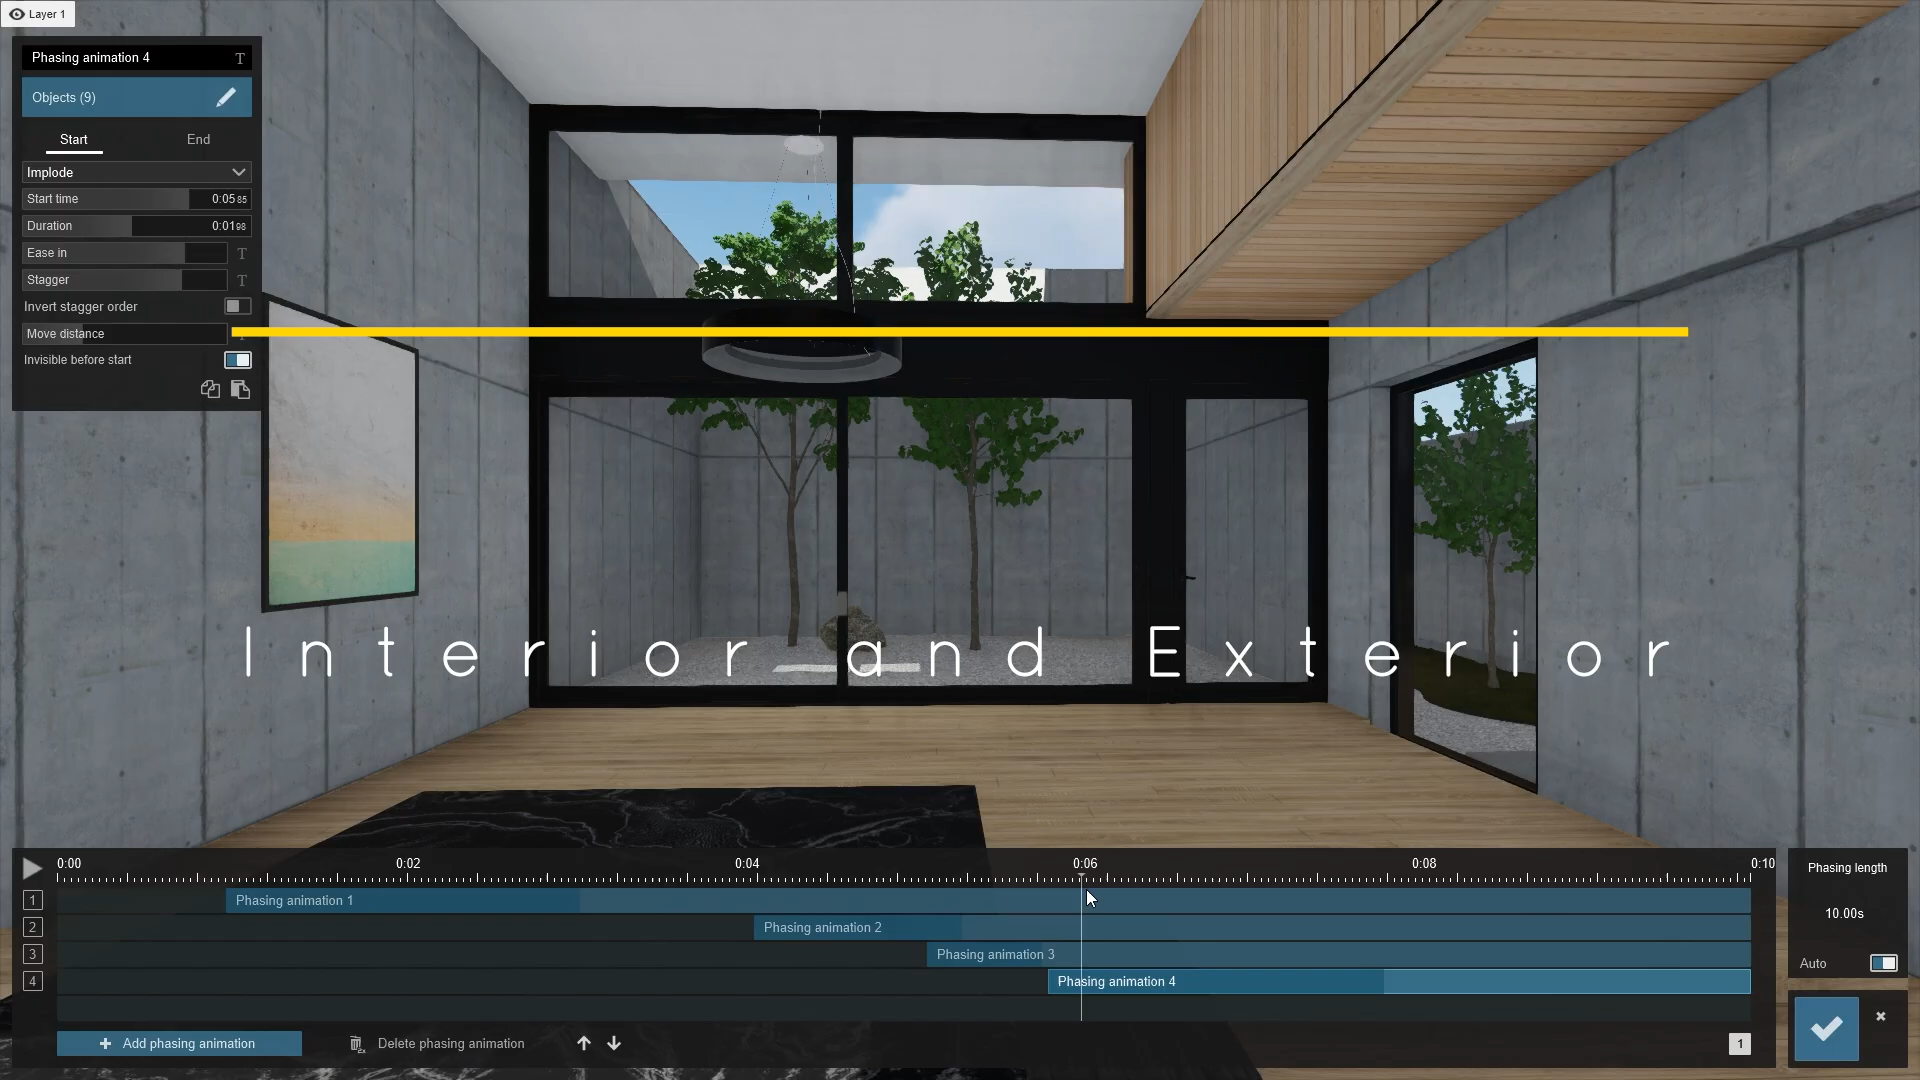 Layer 1
Phasing animation 4
Objects (9)
Start End
Implode
Start time 0:05 85
Duration 0:01 98
Ease in
Stagger
Invert stagger order
Move distance
Invisible before start
Interior and Exterior
0:00 0:02 0:04 0:06 0:08 0:10
1 Phasing animation 1
2 Phasing animation 2
3 Phasing animation 3
4 Phasing animation 4
Add phasing animation Delete phasing animation 1
Phasing length
10.00s
Auto